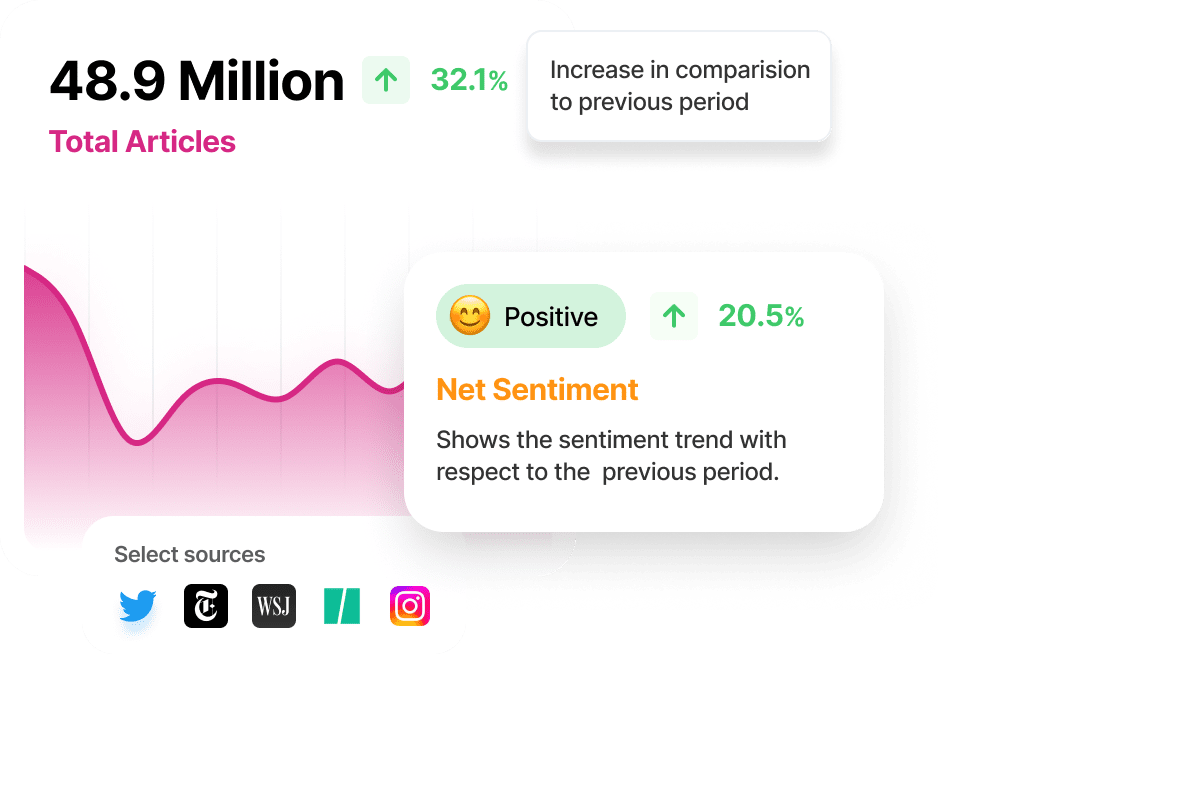 48.9 Million
32.1%
Total Articles
Increase in comparision
to previous period
Positive
20.5%
Net Sentiment
Shows the sentiment trend with
respect to the previous period.
Select sources
T
WSJ